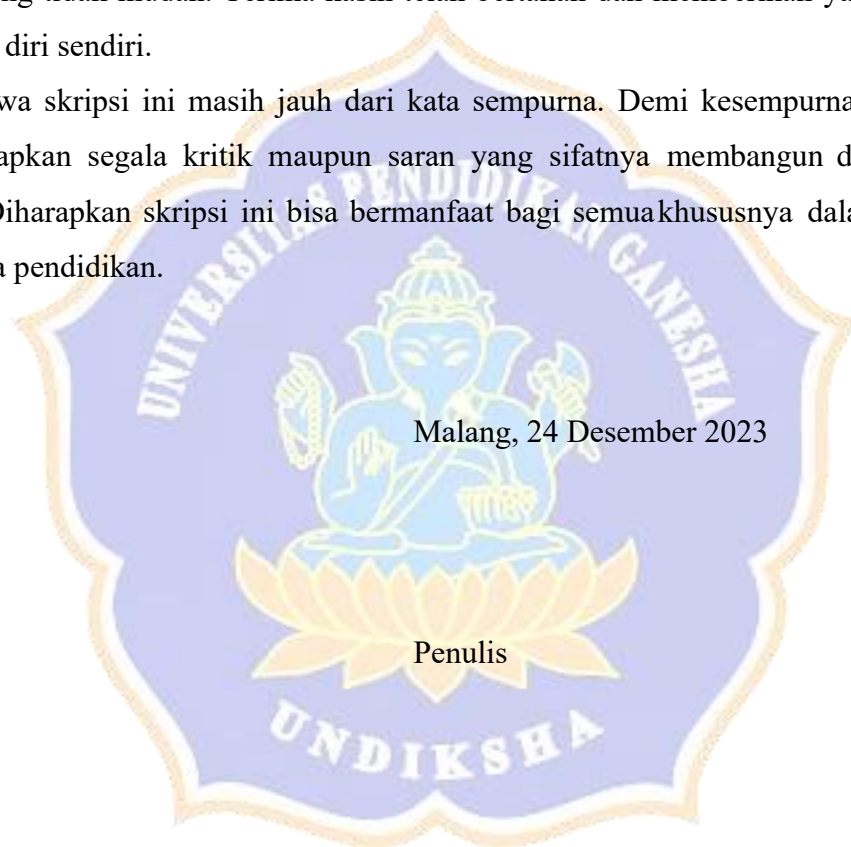 diri sendiri.
wa skripsi ini masih jauh dari kata sempurna. Demi kesempurna
apkan segala kritik maupun saran yang sifatnya membangun d
Diharapkan skripsi ini bisa bermanfaat bagi semua khususnya dala
a pendidikan.
UNIVERSITAS PENDIDIKAN GANESHA
Malang, 24 Desember 2023
Penulis
UNDIKSHA